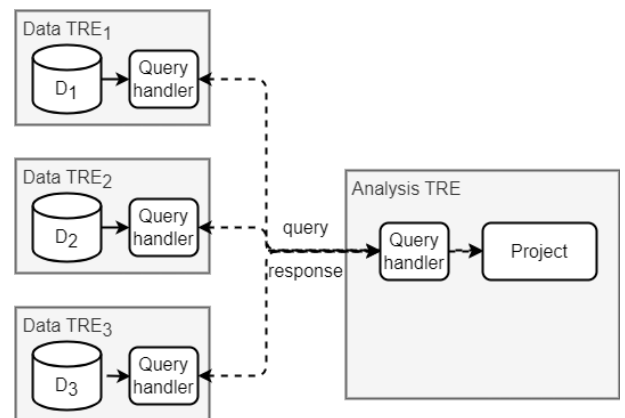 Data TRE1
D1
Query
handler
Data TRE2
D2
Query
handler
Data TRE3
D3
Query
handler
query
response
Analysis TRE
Query
handler
Project